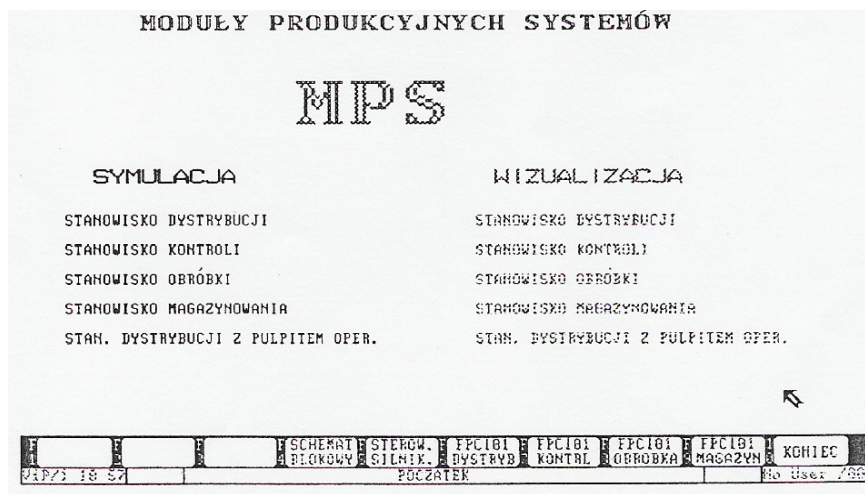 MODUŁY PRODUKCYJNYCH SYSTEMÓW
MPS
SYMULACJA
STANOWISKO DYSTRYBUCJI
STANOWISKO KONTROLI
STANOWISKO OBRÓBKI
STANOWISKO MAGAZYNOWANIA
STAN. DYSTRYBUCJI Z PULPITEM OPER.
WIZUALIZACJA
STANOWISKO DYSTRYBUCJI
STANOWISKO KONTROLI
STANOWISKO OBRÓBKI
STANOWISKO MAGAZYNOWANIA
STAN. DYSTRYBUCJI Z PULPITEM OPER.
SCHEMAT STEROW. FPC101 FPC101 FPC101 FPC101 KONIEC
BLOKOWY SILNIK. DYSTRYB KONTRL OBROBKA MAGAZYN
POCZATEK No User